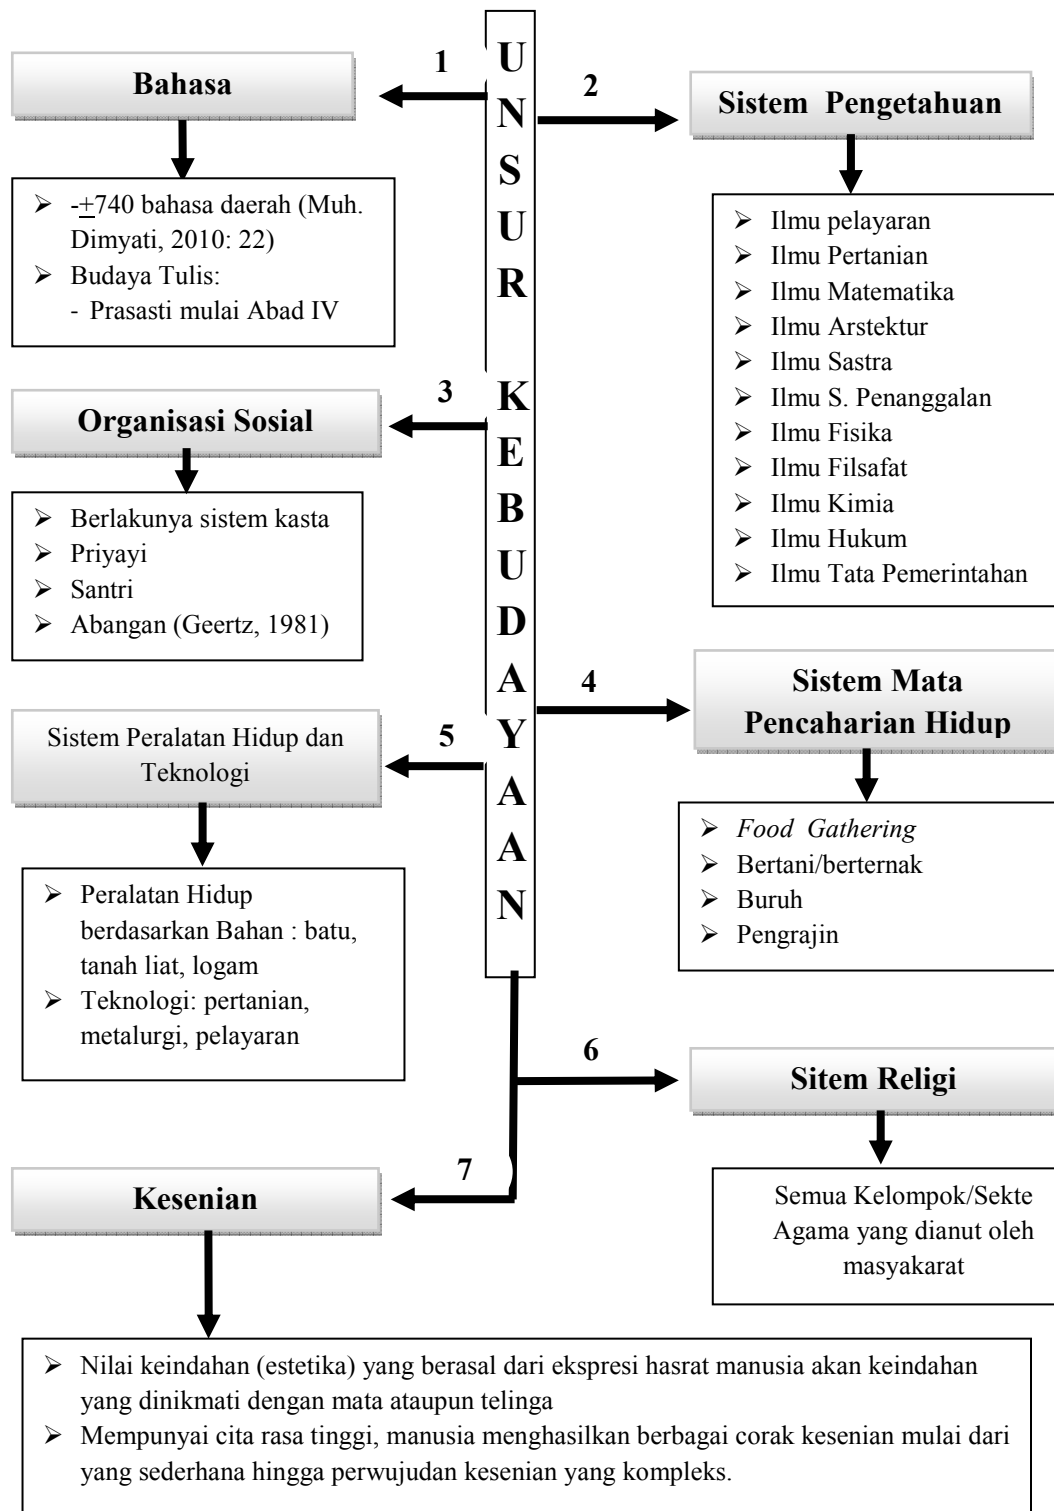 UNSUR KEBUDAYAAN
1
Bahasa
➢ -±740 bahasa daerah (Muh.
Dimyati, 2010: 22)
➢ Budaya Tulis:
- Prasasti mulai Abad IV
2
Sistem Pengetahuan
➢ Ilmu pelayaran
➢ Ilmu Pertanian
➢ Ilmu Matematika
➢ Ilmu Arstektur
➢ Ilmu Sastra
➢ Ilmu S. Penanggalan
➢ Ilmu Fisika
➢ Ilmu Filsafat
➢ Ilmu Kimia
➢ Ilmu Hukum
➢ Ilmu Tata Pemerintahan
3
Organisasi Sosial
➢ Berlakunya sistem kasta
➢ Priyayi
➢ Santri
➢ Abangan (Geertz, 1981)
4
Sistem Mata
Pencaharian Hidup
➢ Food Gathering
➢ Bertani/berternak
➢ Buruh
➢ Pengrajin
5
Sistem Peralatan Hidup dan
Teknologi
➢ Peralatan Hidup
berdasarkan Bahan : batu,
tanah liat, logam
➢ Teknologi: pertanian,
metalurgi, pelayaran
6
Sitem Religi
Semua Kelompok/Sekte
Agama yang dianut oleh
masyakarat
7
Kesenian
➢ Nilai keindahan (estetika) yang berasal dari ekspresi hasrat manusia akan keindahan
yang dinikmati dengan mata ataupun telinga
➢ Mempunyai cita rasa tinggi, manusia menghasilkan berbagai corak kesenian mulai dari
yang sederhana hingga perwujudan kesenian yang kompleks.